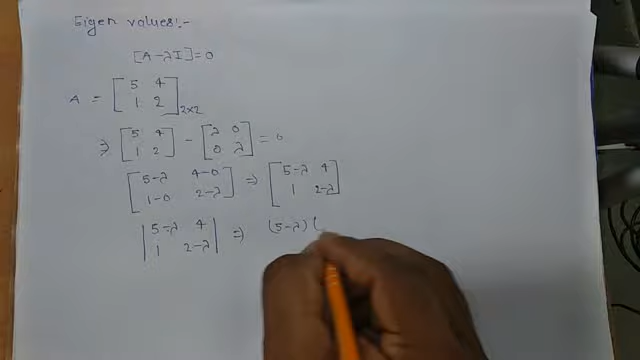 Eigen values:-
[A-λI]=0
A = [5 4
1 2]2×2
⇒ [5 4
1 2] - [λ 0
0 λ] = 0
[5-λ 4-0
1-0 2-λ] ⇒ [5-λ 4
1 2-λ]
|5-λ 4
1 2-λ| ⇒ (5-λ)(